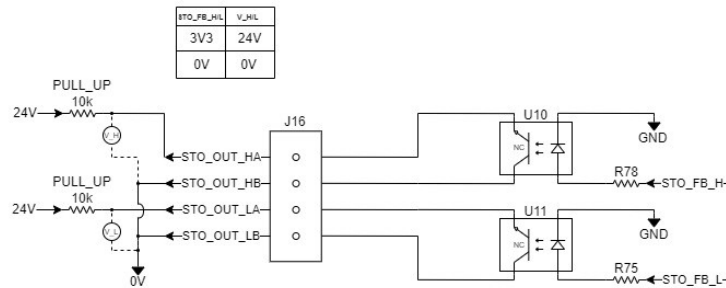 STO_FB_H/L V_H/L
3V3 24V
0V 0V
PULL_UP
10k
24V
V_H
J16
U10
NC
GND
STO_OUT_HA
STO_OUT_HB
R78
STO_FB_H
PULL_UP
10k
24V
V_L
STO_OUT_LA
STO_OUT_LB
U11
NC
GND
R75
STO_FB_L
0V